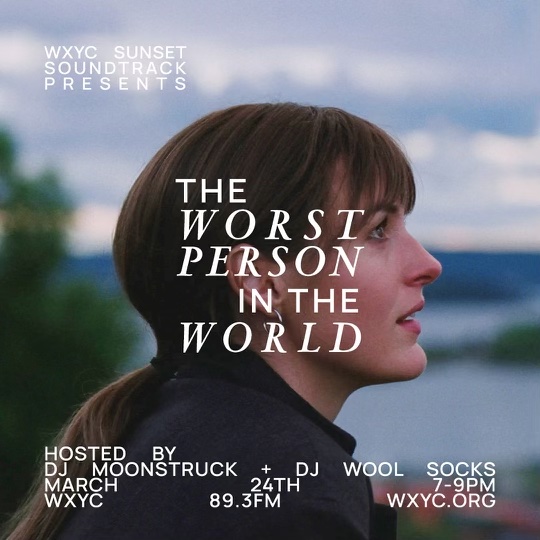 WXYC SUNSET
SOUNDTRACK
PRESENTS
THE
WORST
PERSON
IN THE
WORLD
HOSTED BY
DJ MOONSTRUCK + DJ WOOL SOCKS
MARCH 24TH 7-9PM
WXYC 89.3FM WXYC.ORG